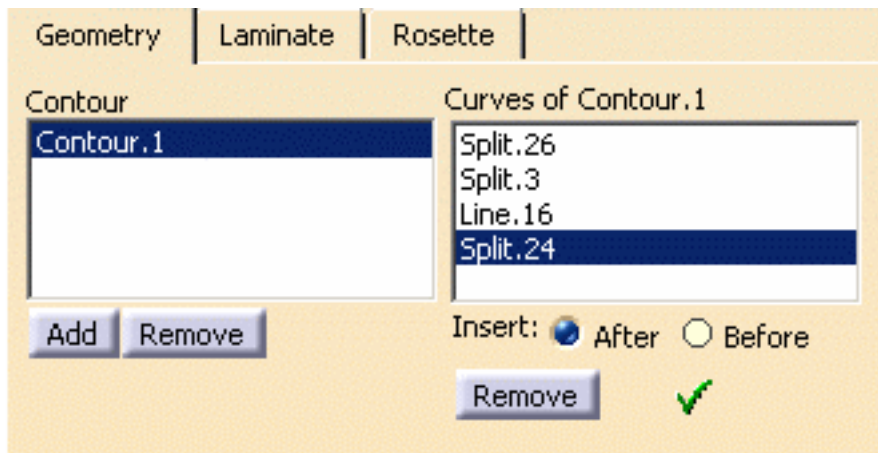 Geometry Laminate Rosette
Contour
Contour.1
Add Remove
Curves of Contour.1
Split.26
Split.3
Line.16
Split.24
Insert: After Before
Remove